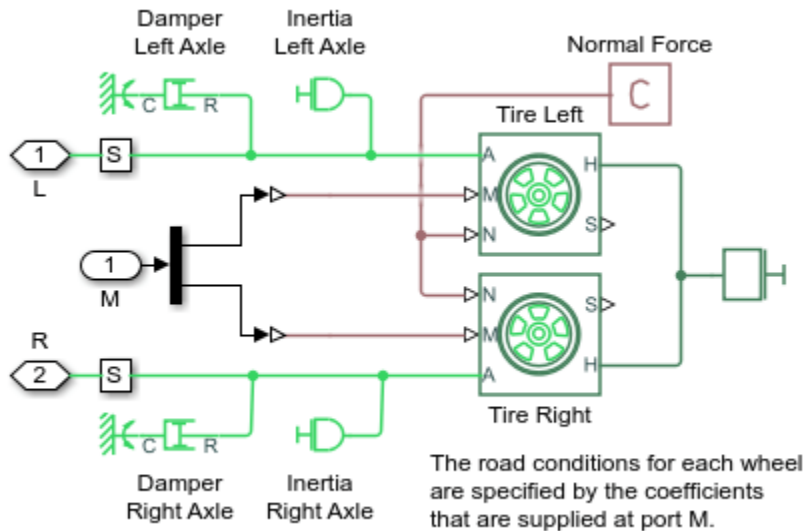 Damper
Left Axle
Inertia
Left Axle
Normal Force
C
C R
Tire Left
1
L
S
A
H
M
S
N
1
M
N
S
M
R
2
S
A
H
C R
Tire Right
Damper
Right Axle
Inertia
Right Axle
The road conditions for each wheel
are specified by the coefficients
that are supplied at port M.